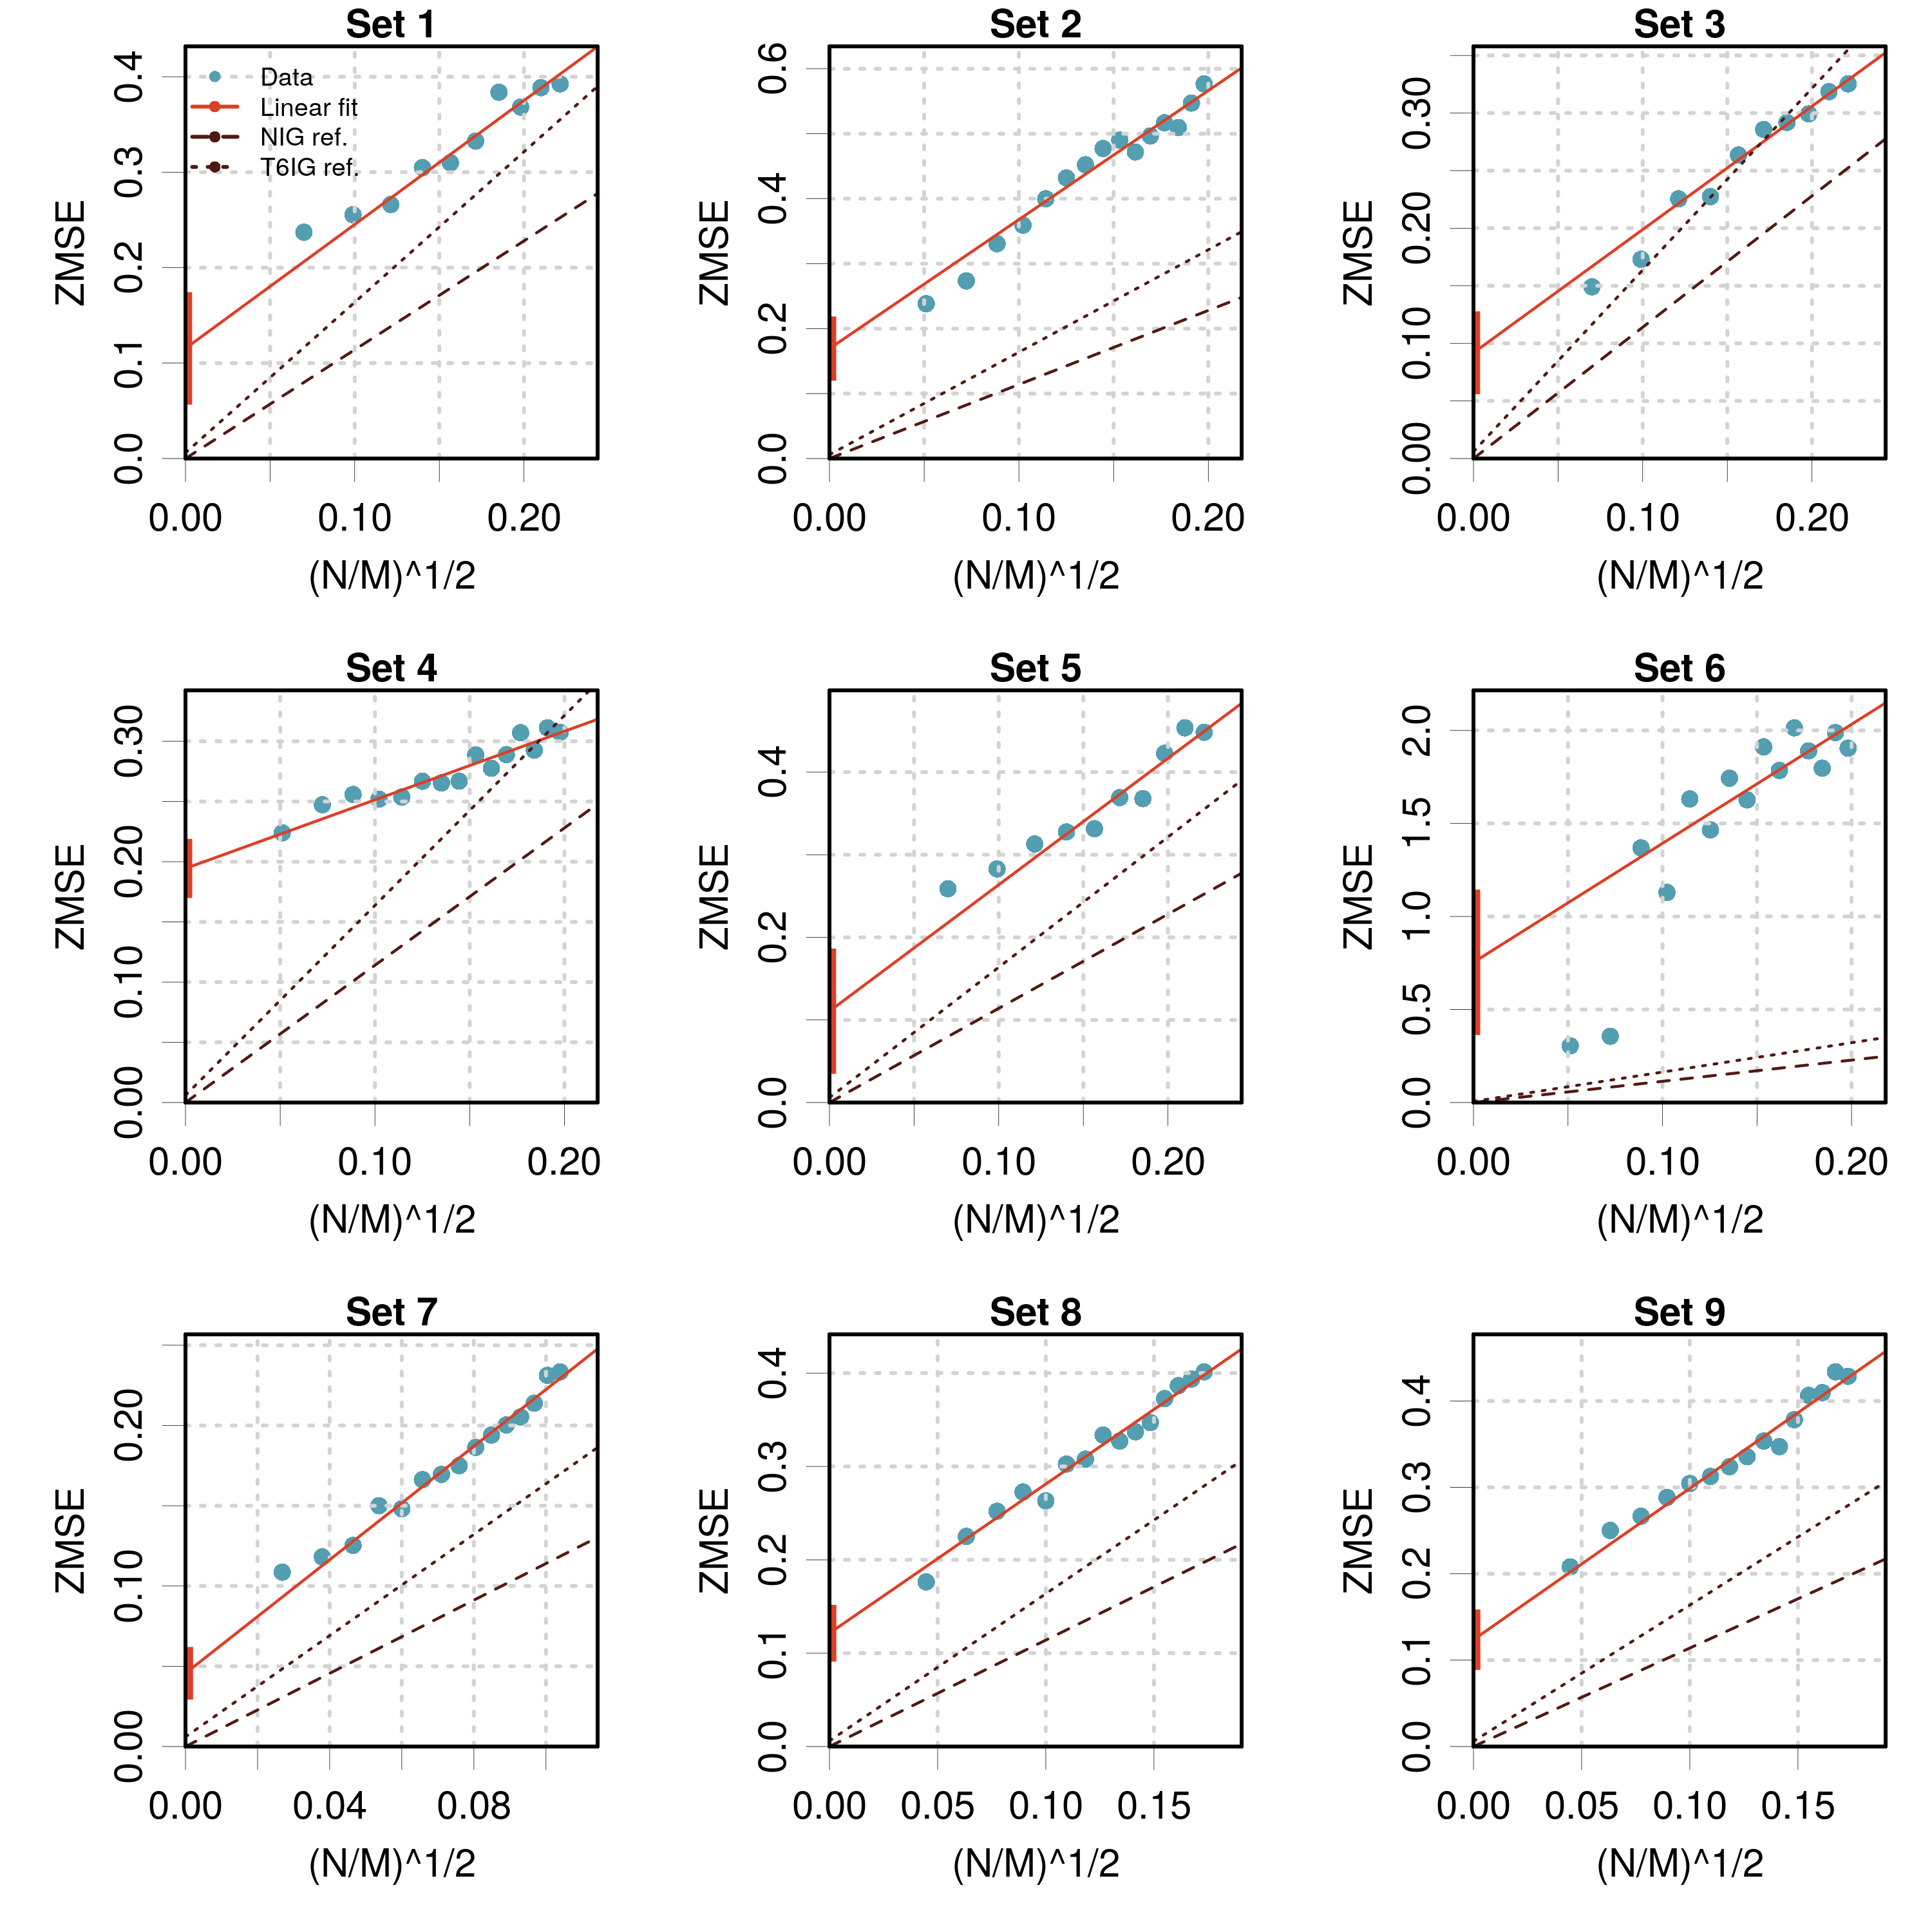 Set 1
Data
Linear fit
NIG ref.
T6IG ref.
ZMSE
0.0 0.1 0.2 0.3 0.4
0.00 0.10 0.20
(N/M)^1/2
Set 2
ZMSE
0.0 0.2 0.4 0.6
0.00 0.10 0.20
(N/M)^1/2
Set 3
ZMSE
0.00 0.10 0.20 0.30
0.00 0.10 0.20
(N/M)^1/2
Set 4
ZMSE
0.00 0.10 0.20 0.30
0.00 0.10 0.20
(N/M)^1/2
Set 5
ZMSE
0.0 0.2 0.4
0.00 0.10 0.20
(N/M)^1/2
Set 6
ZMSE
0.0 0.5 1.0 1.5 2.0
0.00 0.10 0.20
(N/M)^1/2
Set 7
ZMSE
0.00 0.10 0.20
0.00 0.04 0.08
(N/M)^1/2
Set 8
ZMSE
0.0 0.1 0.2 0.3 0.4
0.00 0.05 0.10 0.15
(N/M)^1/2
Set 9
ZMSE
0.0 0.1 0.2 0.3 0.4
0.00 0.05 0.10 0.15
(N/M)^1/2